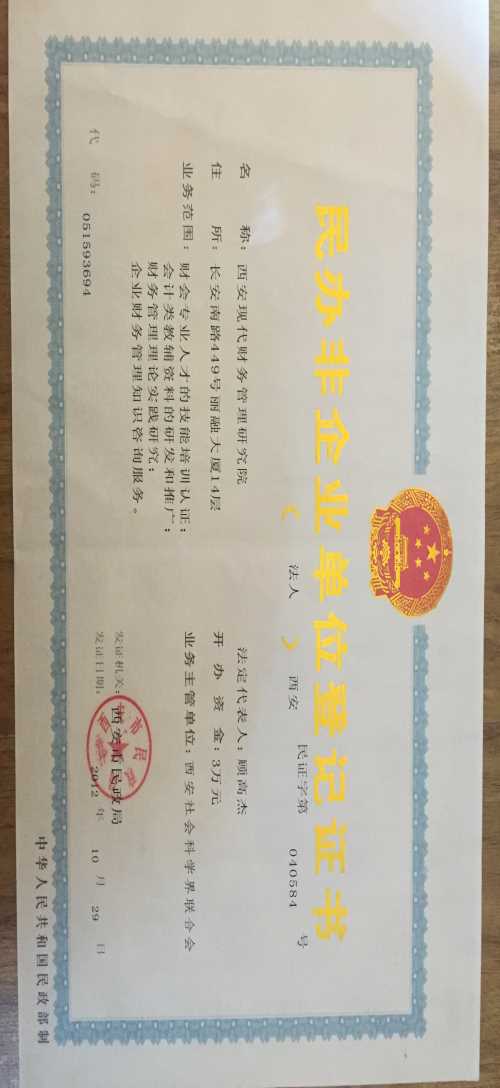 民办非企业单位登记证书
（法人） 西安 民证字第 040584 号
名 称：西安现代财务管理研究院
住 所：长安南路449号丽融大厦14层
业务范围：财会专业人才的技能培训认证；
会计类教辅资料的研发和推广；
财务管理理论实践研究；
企业财务管理知识咨询服务。
代 码：051593694
法定代表人：顾高杰
开办资金：3万元
业务主管单位：西安社会科学界联合会
发证机关：西安市民政局
发证日期：2012 年 10 月 29 日
中华人民共和国民政部制